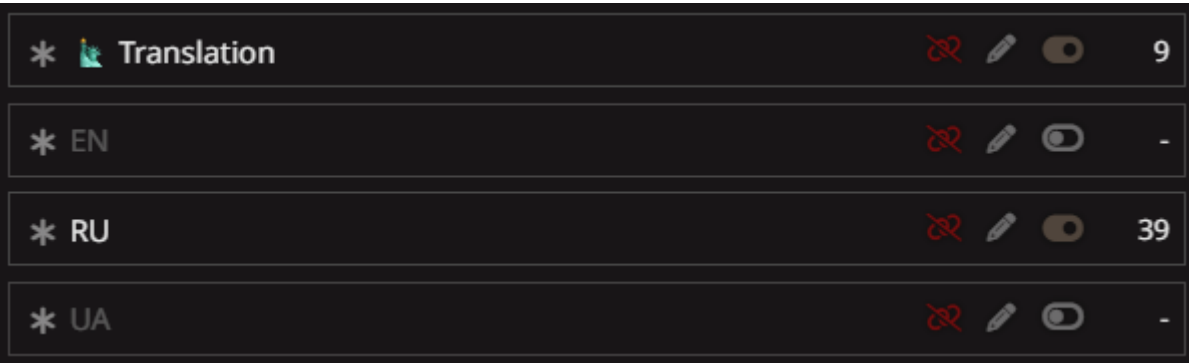 Translation 9
EN -
RU 39
UA -